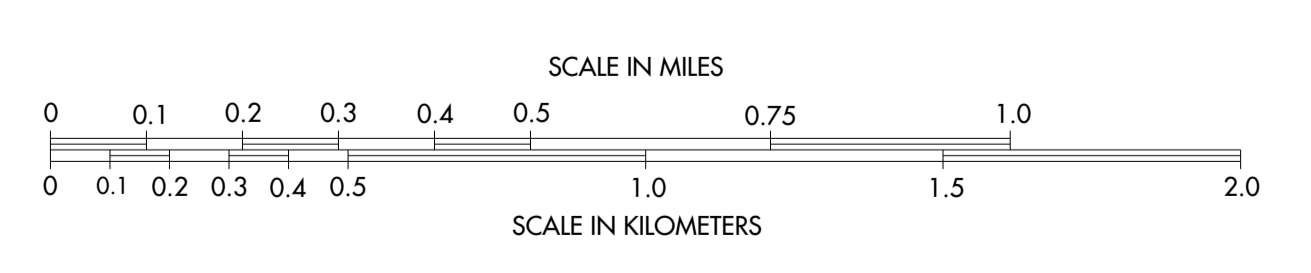 SCALE IN MILES
0 0.1 0.2 0.3 0.4 0.5 0.75 1.0
0 0.1 0.2 0.3 0.4 0.5 1.0 1.5 2.0
SCALE IN KILOMETERS